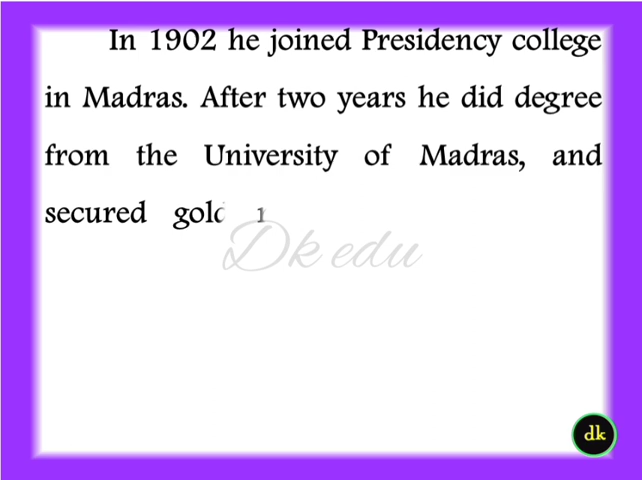 In 1902 he joined Presidency college
in Madras. After two years he did degree
from the University of Madras, and
secured
Dk edu
dk